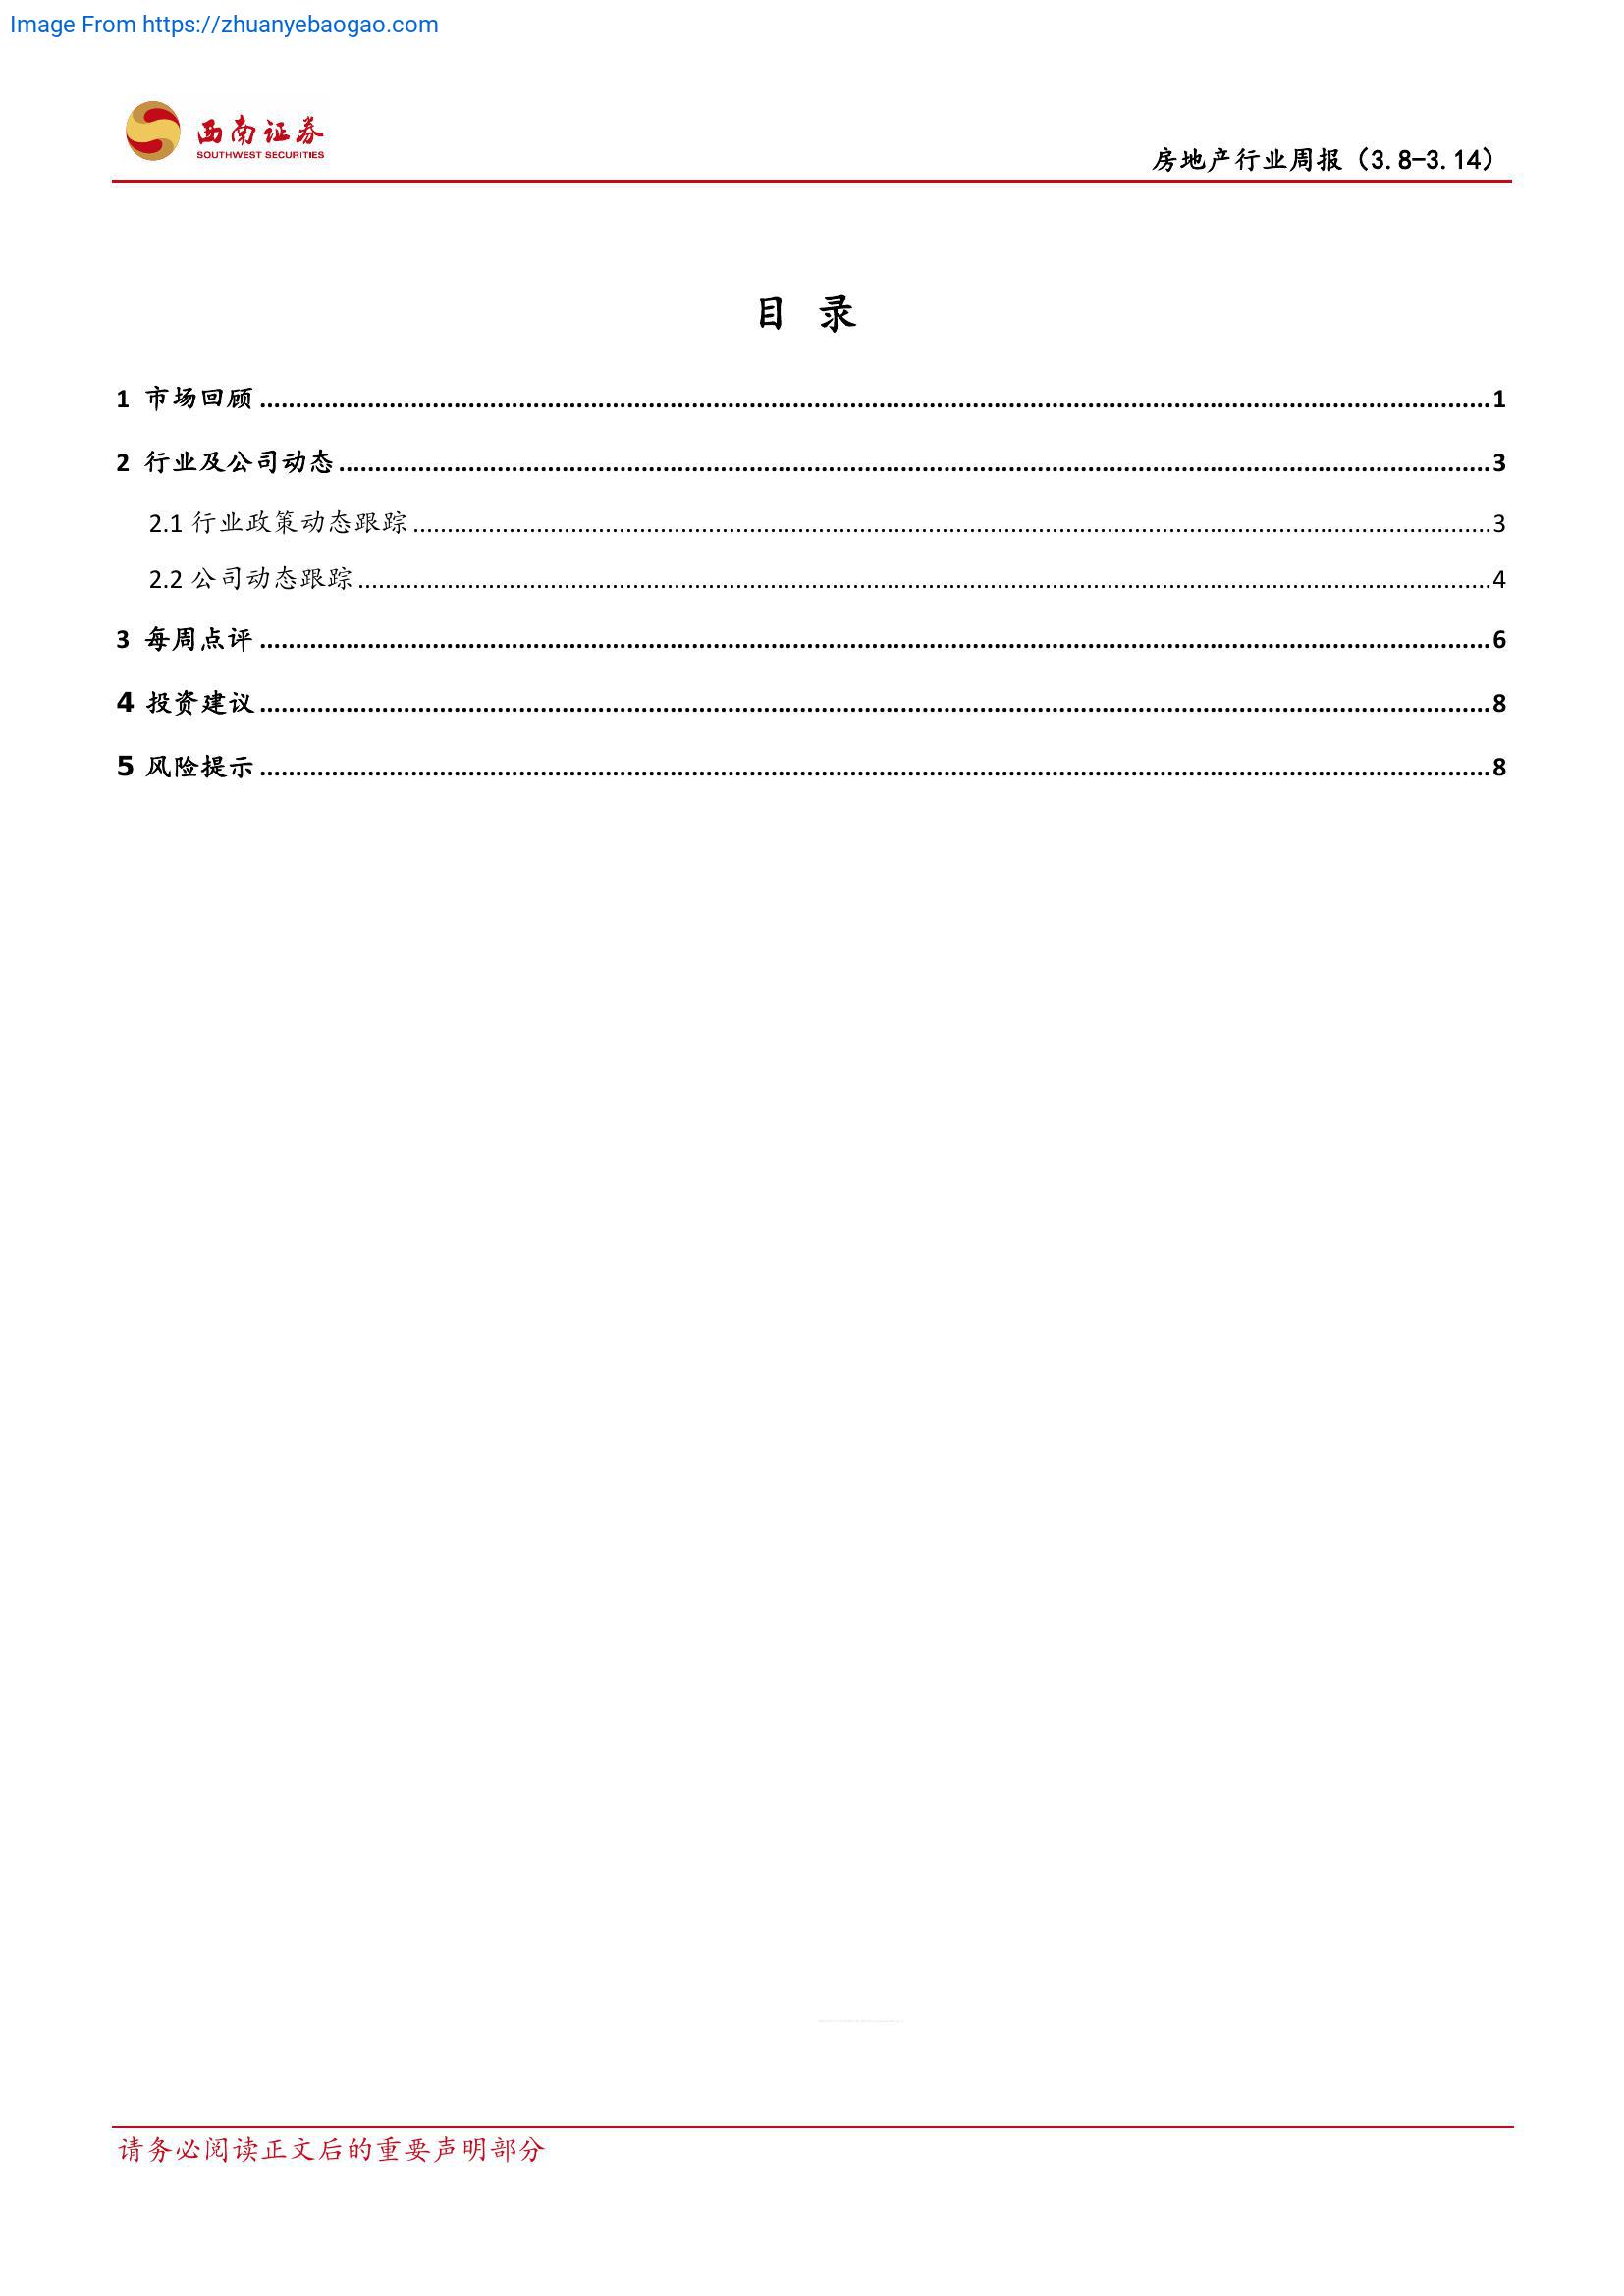 Image From https://zhuanyebaogao.com
西南证券
SOUTHWEST SECURITIES
房地产行业周报（3.8-3.14）
目 录
1 市场回顾 1
2 行业及公司动态 3
2.1 行业政策动态跟踪 3
2.2 公司动态跟踪 4
3 每周点评 6
4 投资建议 8
5 风险提示 8
请务必阅读正文后的重要声明部分